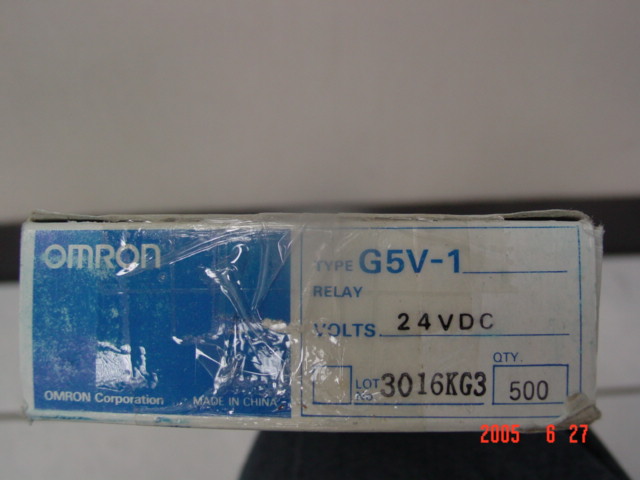 OMRON
OMRON Corporation MADE IN CHINA
TYPE G5V-1
RELAY
VOLTS 24VDC
LOT NO. 3016KG3
QTY.
500
2005 6 27